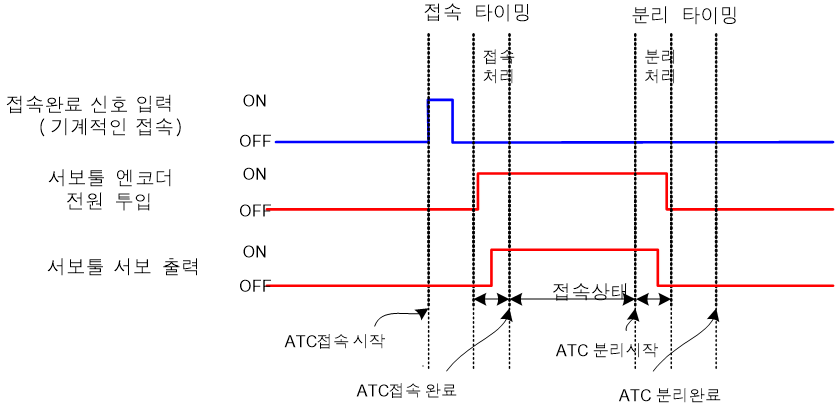 접속 타이밍
분리 타이밍
접속
처리
분리
처리
접속완료 신호 입력
(기계적인 접속)
ON
OFF
서보툴 엔코더
전원 투입
ON
OFF
서보툴 서보 출력
ON
OFF
접속상태
ATC접속 시작
ATC 분리시작
ATC접속 완료
ATC 분리완료